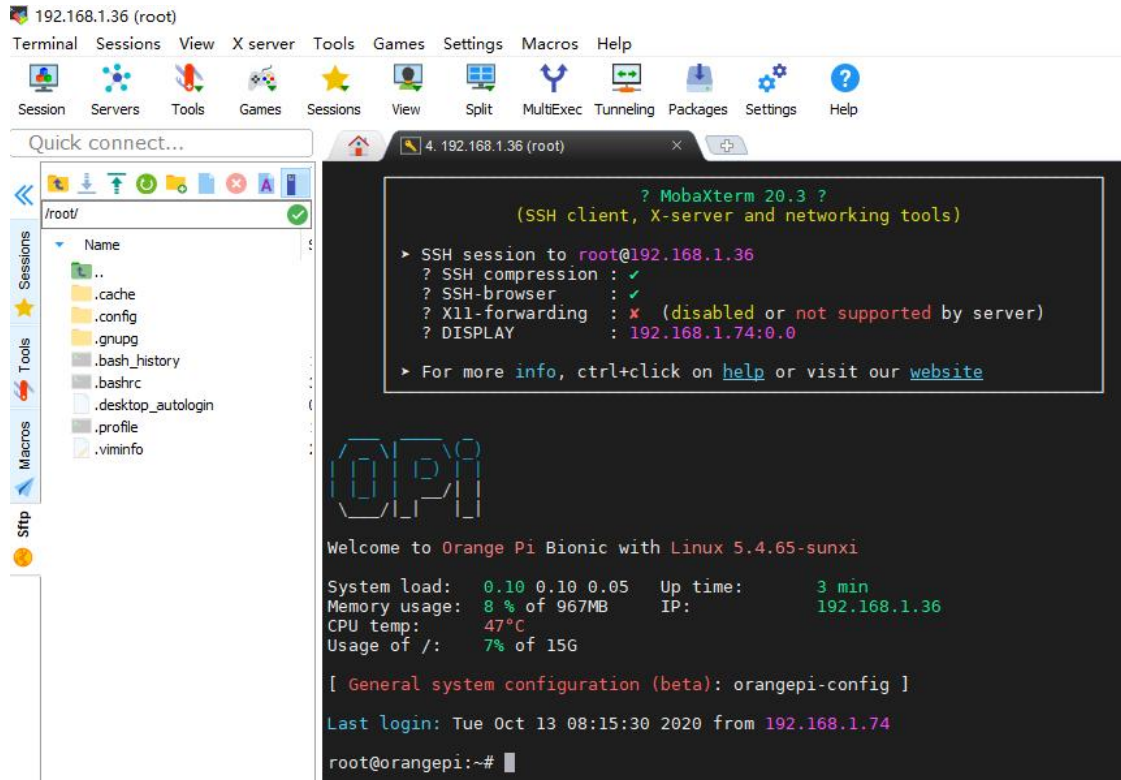 192.168.1.36 (root)
Terminal Sessions View X server Tools Games Settings Macros Help
Session Servers Tools Games Sessions View Split MultiExec Tunneling Packages Settings Help
Quick connect...
4. 192.168.1.36 (root)
/root/
Name
..
.cache
.config
.gnupg
.bash_history
.bashrc
.desktop_autologin
.profile
.viminfo
Sessions
Tools
Macros
Sftp
? MobaXterm 20.3 ?
(SSH client, X-server and networking tools)
➤ SSH session to root@192.168.1.36
? SSH compression : ✔
? SSH-browser : ✔
? X11-forwarding : ✘ (disabled or not supported by server)
? DISPLAY : 192.168.1.74:0.0
➤ For more info, ctrl+click on help or visit our website
OPi
Welcome to Orange Pi Bionic with Linux 5.4.65-sunxi
System load: 0.10 0.10 0.05 Up time: 3 min
Memory usage: 8 % of 967MB IP: 192.168.1.36
CPU temp: 47°C
Usage of /: 7% of 15G
[ General system configuration (beta): orangepi-config ]
Last login: Tue Oct 13 08:15:30 2020 from 192.168.1.74
root@orangepi:~#